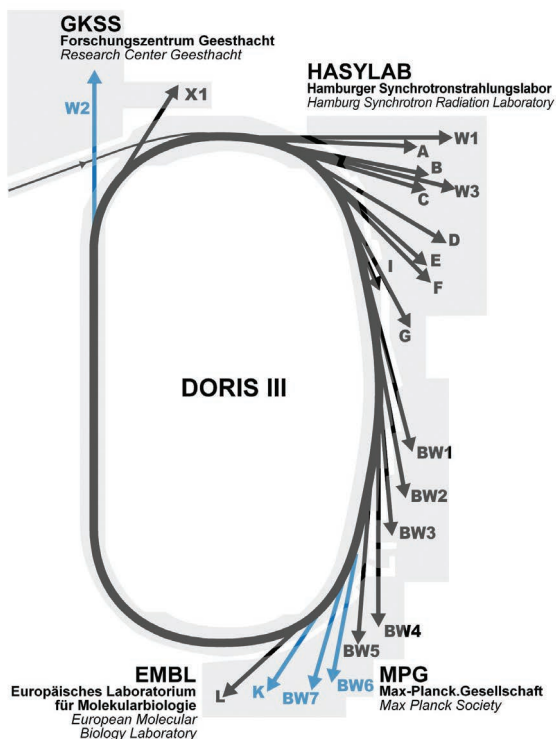 GKSS
Forschungszentrum Geesthacht
Research Center Geesthacht
W2
X1
HASYLAB
Hamburger Synchrotronstrahlungslabor
Hamburg Synchrotron Radiation Laboratory
W1
A
B
W3
C
D
E
I
F
G
DORIS III
BW1
BW2
BW3
BW4
BW5
EMBL
Europäisches Laboratorium
für Molekularbiologie
European Molecular
Biology Laboratory
L
K
BW7
BW6
MPG
Max-Planck.Gesellschaft
Max Planck Society